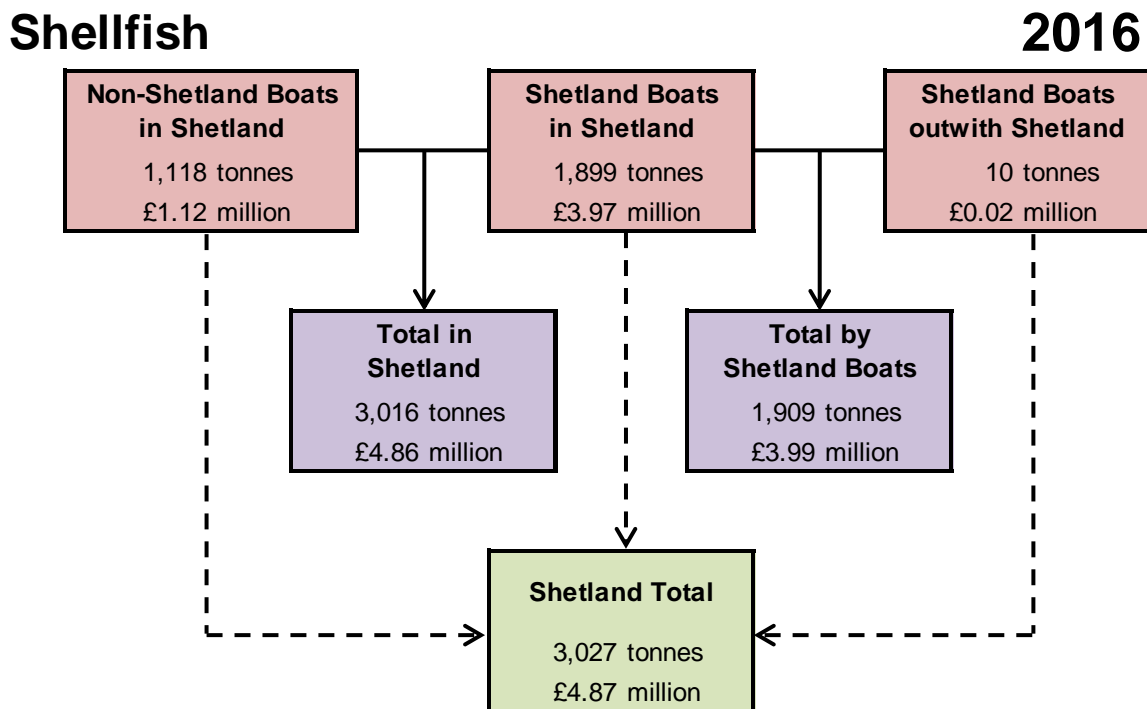 Shellfish
2016
Non-Shetland Boats
in Shetland
1,118 tonnes
£1.12 million
Shetland Boats
in Shetland
1,899 tonnes
£3.97 million
Shetland Boats
outwith Shetland
10 tonnes
£0.02 million
Total in
Shetland
3,016 tonnes
£4.86 million
Total by
Shetland Boats
1,909 tonnes
£3.99 million
Shetland Total
3,027 tonnes
£4.87 million